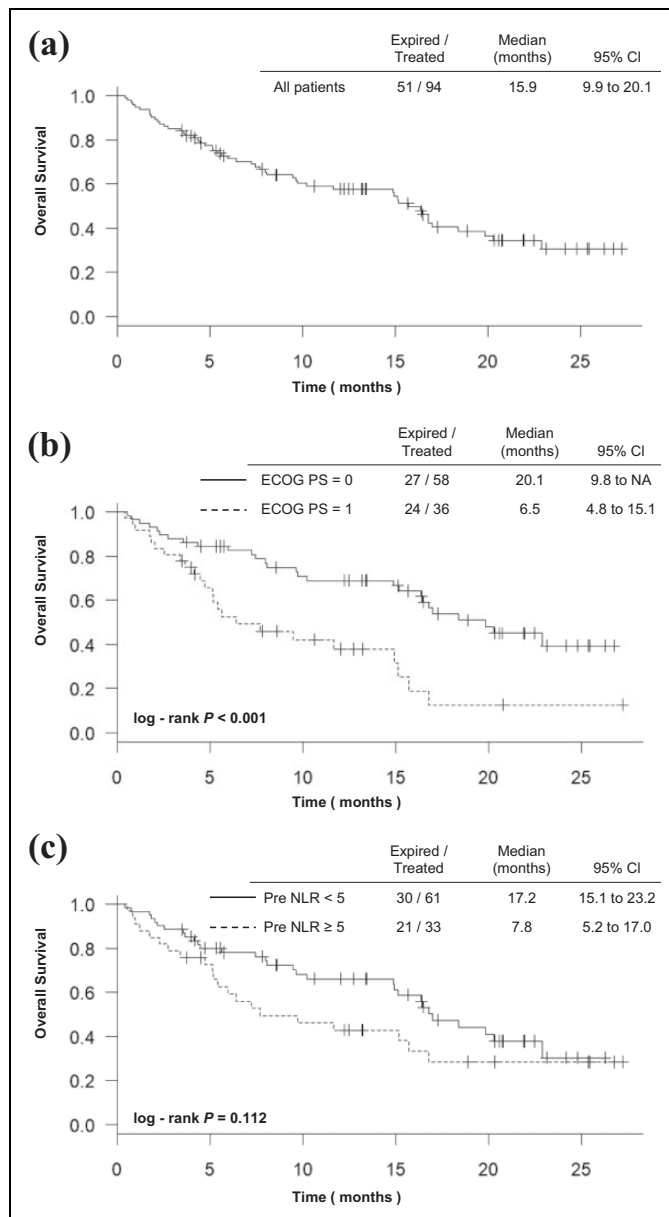 (a)
Expired / Median
Treated (months) 95% CI
All patients 51 / 94 15.9 9.9 to 20.1
1.0
0.8
0.6
0.4
0.2
0.0
Overall Survival
0 5 10 15 20 25
Time ( months )
(b)
Expired / Median
Treated (months) 95% CI
ECOG PS = 0 27 / 58 20.1 9.8 to NA
ECOG PS = 1 24 / 36 6.5 4.8 to 15.1
1.0
0.8
0.6
0.4
0.2
0.0
Overall Survival
log - rank P < 0.001
0 5 10 15 20 25
Time ( months )
(c)
Expired / Median
Treated (months) 95% CI
Pre NLR < 5 30 / 61 17.2 15.1 to 23.2
Pre NLR ≥ 5 21 / 33 7.8 5.2 to 17.0
1.0
0.8
0.6
0.4
0.2
0.0
Overall Survival
log - rank P = 0.112
0 5 10 15 20 25
Time ( months )